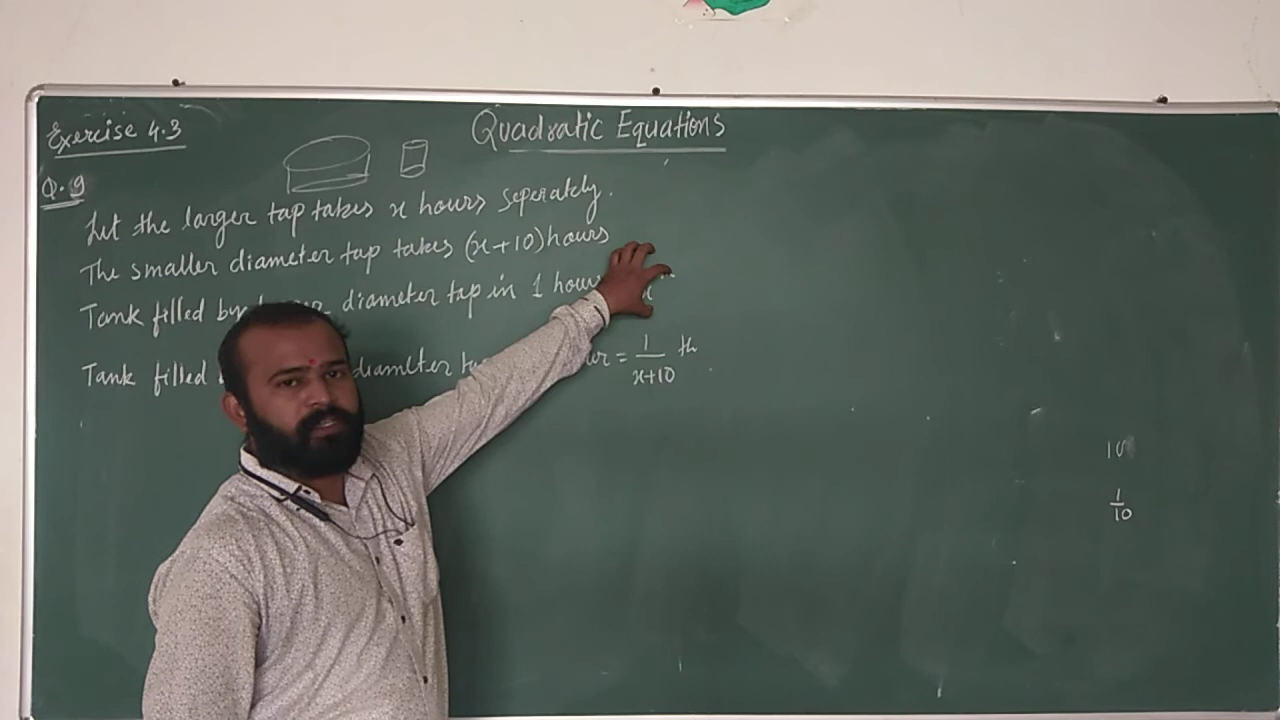 Exercise 4.3
Quadratic Equations
Q.9
Let the larger tap takes x hours seperately.
The smaller diameter tap takes (x+10) hours
Tank filled by diameter tap in 1 hour
Tank filled diameter = 1/x+10 th
10
1/10